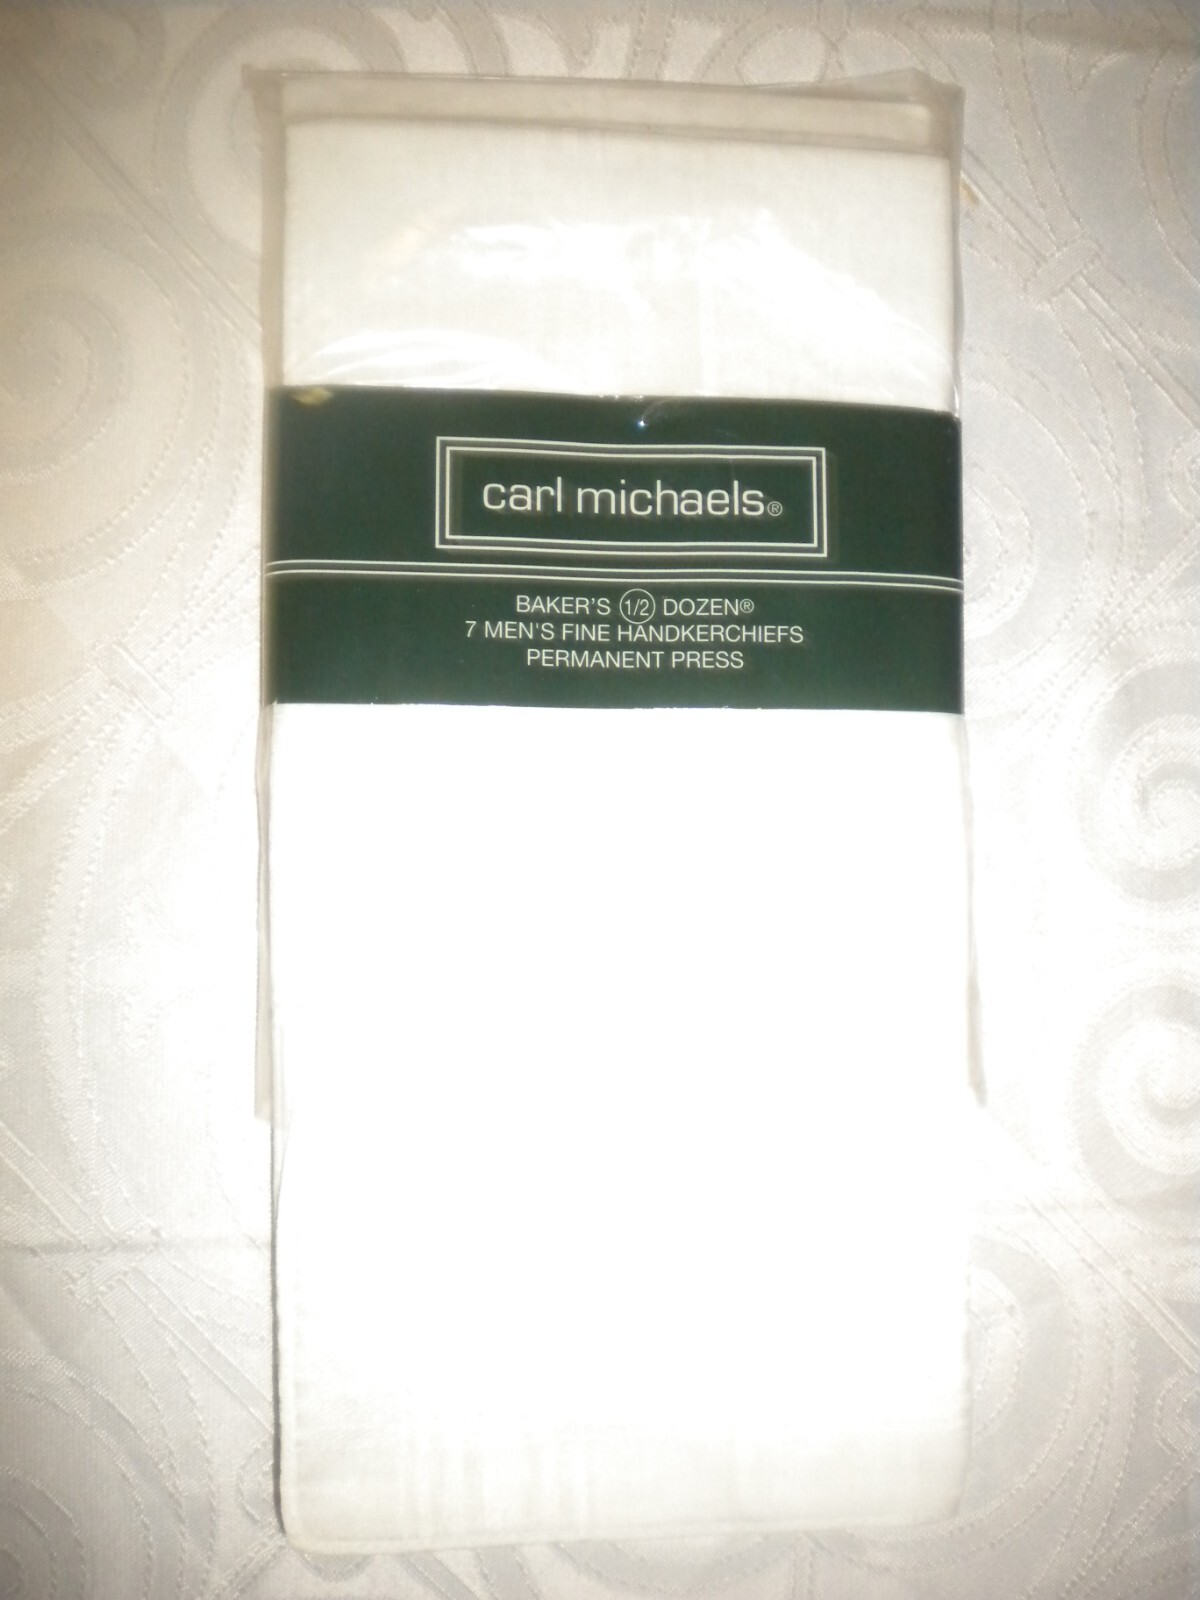 carl michaels®
BAKER'S 1/2 DOZEN®
7 MEN'S FINE HANDKERCHIEFS
PERMANENT PRESS